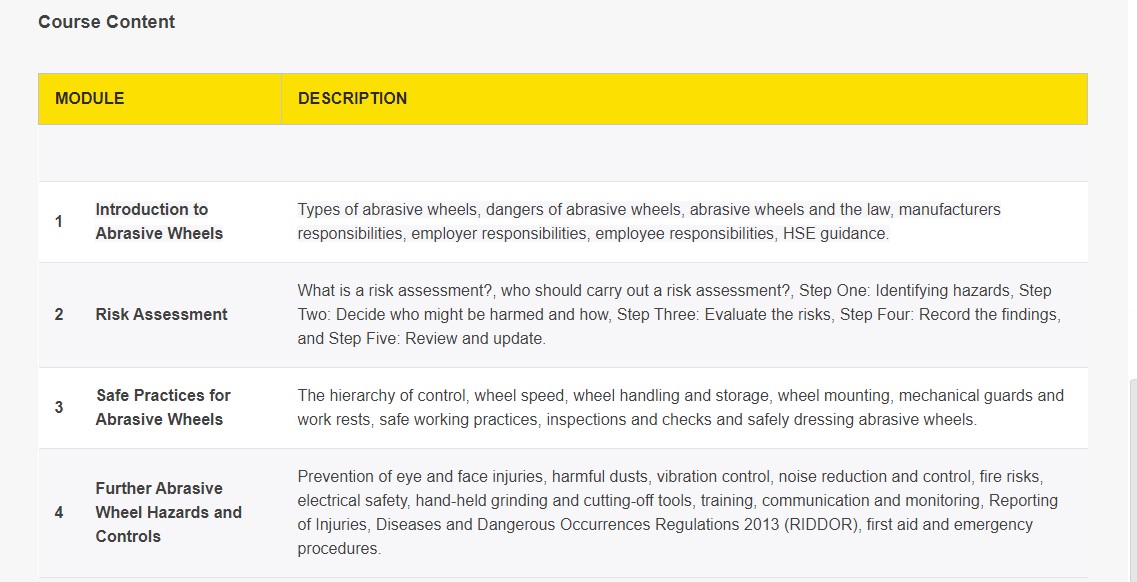 Course Content
MODULE DESCRIPTION
1 Introduction to Abrasive Wheels
Types of abrasive wheels, dangers of abrasive wheels, abrasive wheels and the law, manufacturers
responsibilities, employer responsibilities, employee responsibilities, HSE guidance.
2 Risk Assessment
What is a risk assessment?, who should carry out a risk assessment?, Step One: Identifying hazards, Step
Two: Decide who might be harmed and how, Step Three: Evaluate the risks, Step Four: Record the findings,
and Step Five: Review and update.
3 Safe Practices for
Abrasive Wheels
The hierarchy of control, wheel speed, wheel handling and storage, wheel mounting, mechanical guards and
work rests, safe working practices, inspections and checks and safely dressing abrasive wheels.
4 Further Abrasive
Wheel Hazards and
Controls
Prevention of eye and face injuries, harmful dusts, vibration control, noise reduction and control, fire risks,
electrical safety, hand-held grinding and cutting-off tools, training, communication and monitoring, Reporting
of Injuries, Diseases and Dangerous Occurrences Regulations 2013 (RIDDOR), first aid and emergency
procedures.